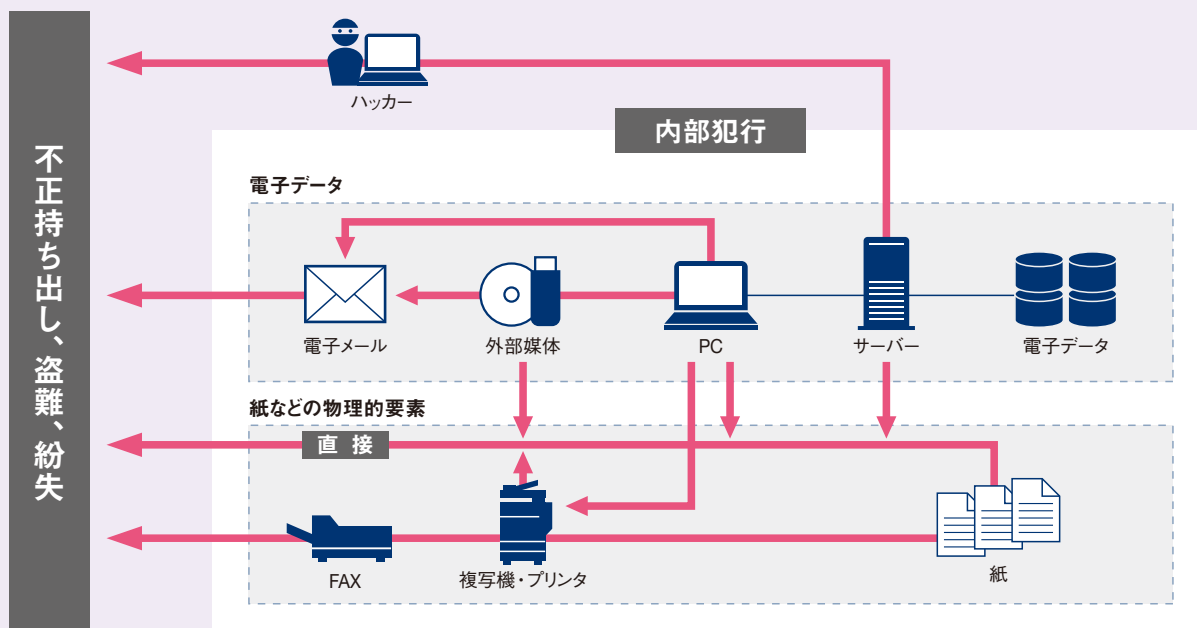 不正持ち出し、盗難、紛失
ハッカー
内部犯行
電子データ
電子メール
外部媒体
PC
サーバー
電子データ
紙などの物理的要素
直接
FAX
複写機・プリンタ
紙